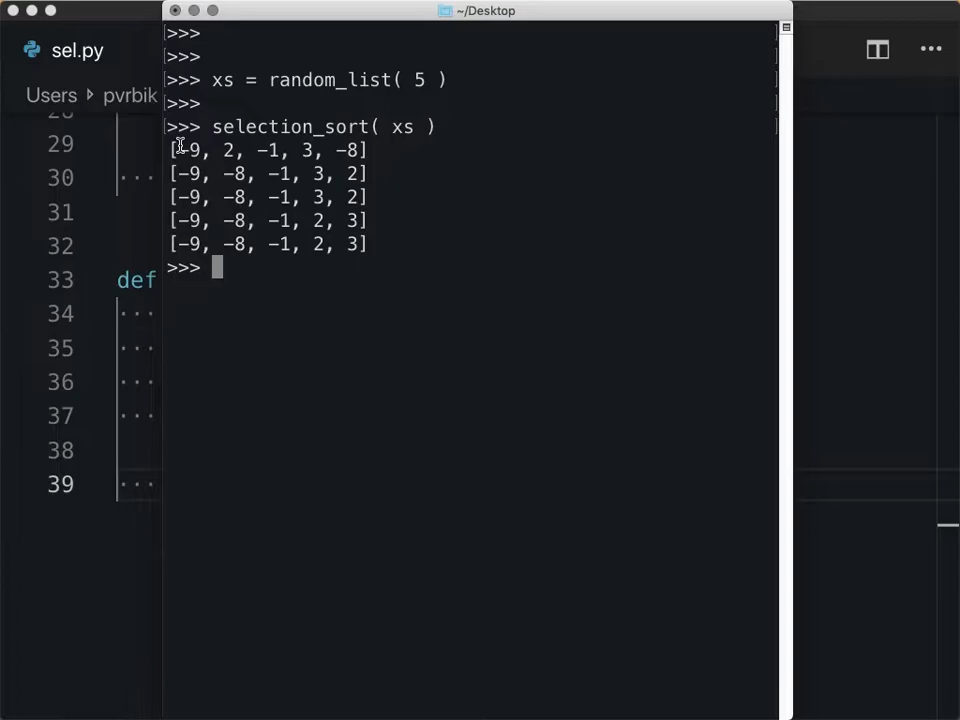 ~/Desktop
sel.py
Users
pvrbik
>>>
>>>
>>> xs = random_list( 5 )
>>>
>>> selection_sort( xs )
[-9, 2, -1, 3, -8]
[-9, -8, -1, 3, 2]
[-9, -8, -1, 3, 2]
[-9, -8, -1, 2, 3]
[-9, -8, -1, 2, 3]
>>>
29
30 ···
31
32
33 def
34 ···
35 ···
36 ···
37 ···
38
39 ···